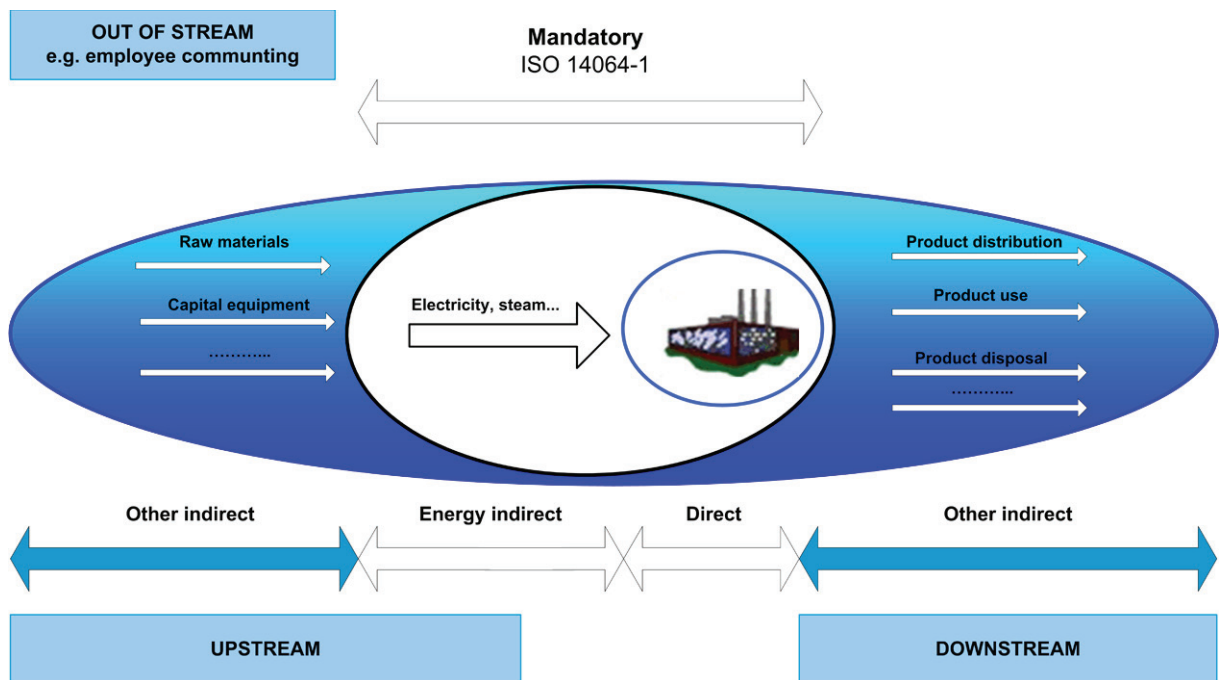 OUT OF STREAM
e.g. employee communting
Mandatory
ISO 14064-1
Raw materials
Capital equipment
………...
Electricity, steam...
Product distribution
Product use
Product disposal
………...
Other indirect
Energy indirect
Direct
Other indirect
UPSTREAM
DOWNSTREAM